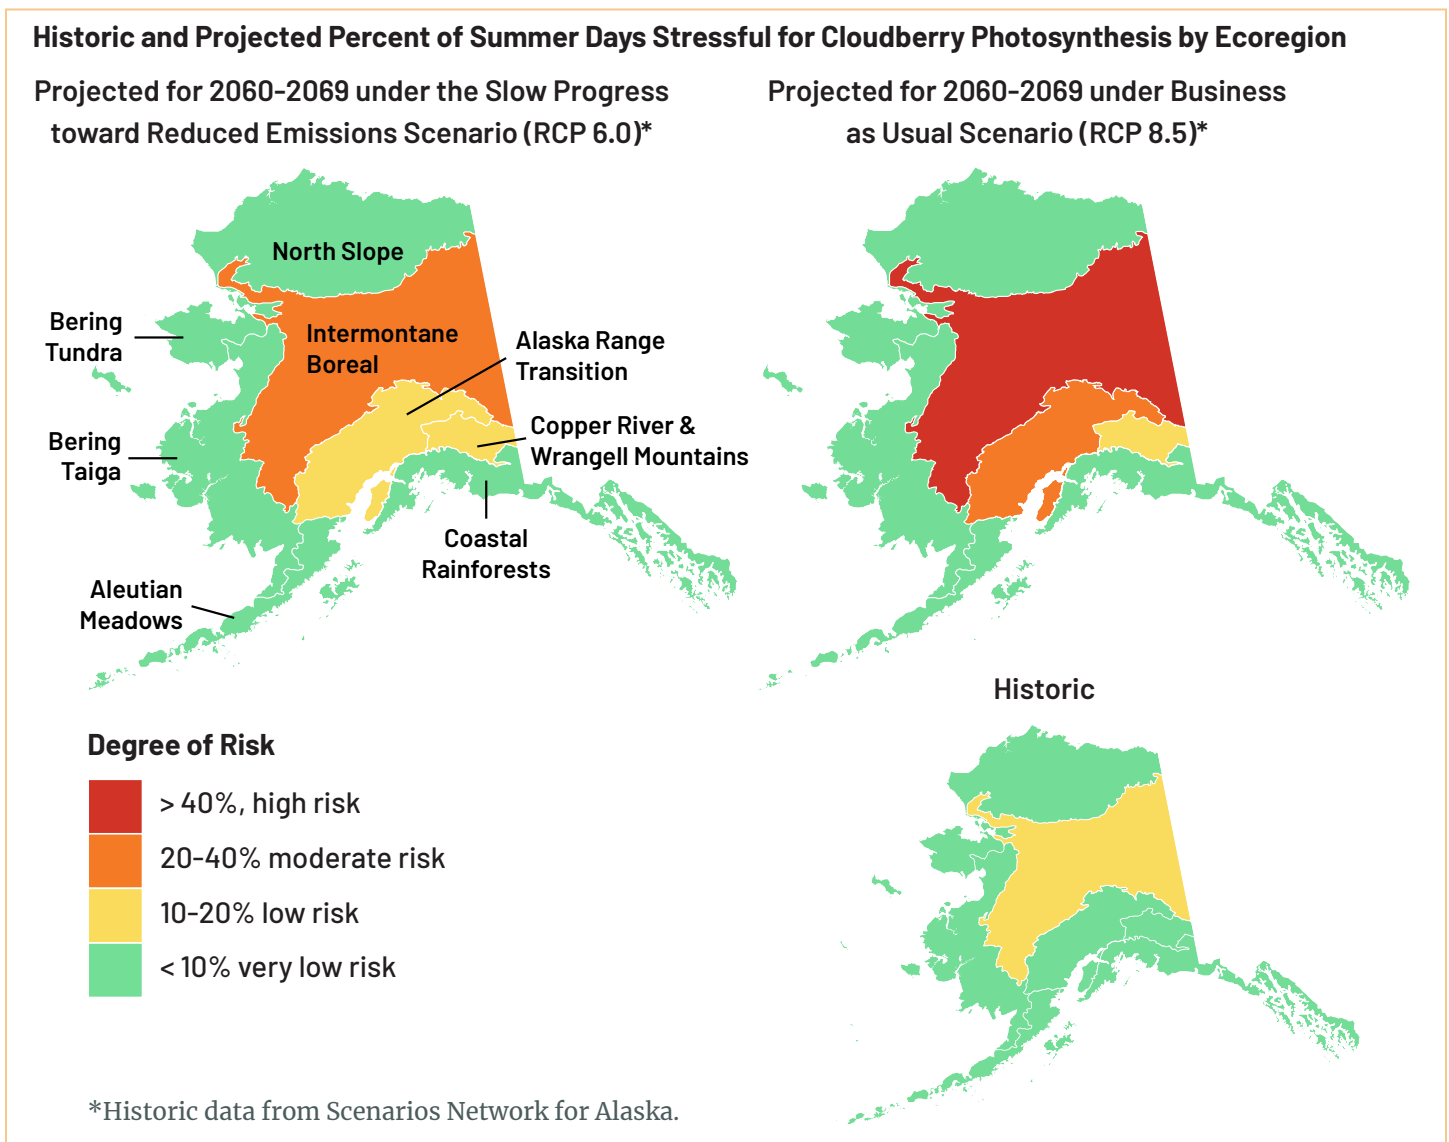 Historic and Projected Percent of Summer Days Stressful for Cloudberry Photosynthesis by Ecoregion
Projected for 2060-2069 under the Slow Progress
toward Reduced Emissions Scenario (RCP 6.0)*
North Slope
Bering
Tundra
Intermontane
Boreal
Alaska Range
Transition
Bering
Taiga
Copper River &
Wrangell Mountains
Coastal
Rainforests
Aleutian
Meadows
Projected for 2060-2069 under Business
as Usual Scenario (RCP 8.5)*
Historic
Degree of Risk
> 40%, high risk
20-40% moderate risk
10-20% low risk
< 10% very low risk
*Historic data from Scenarios Network for Alaska.